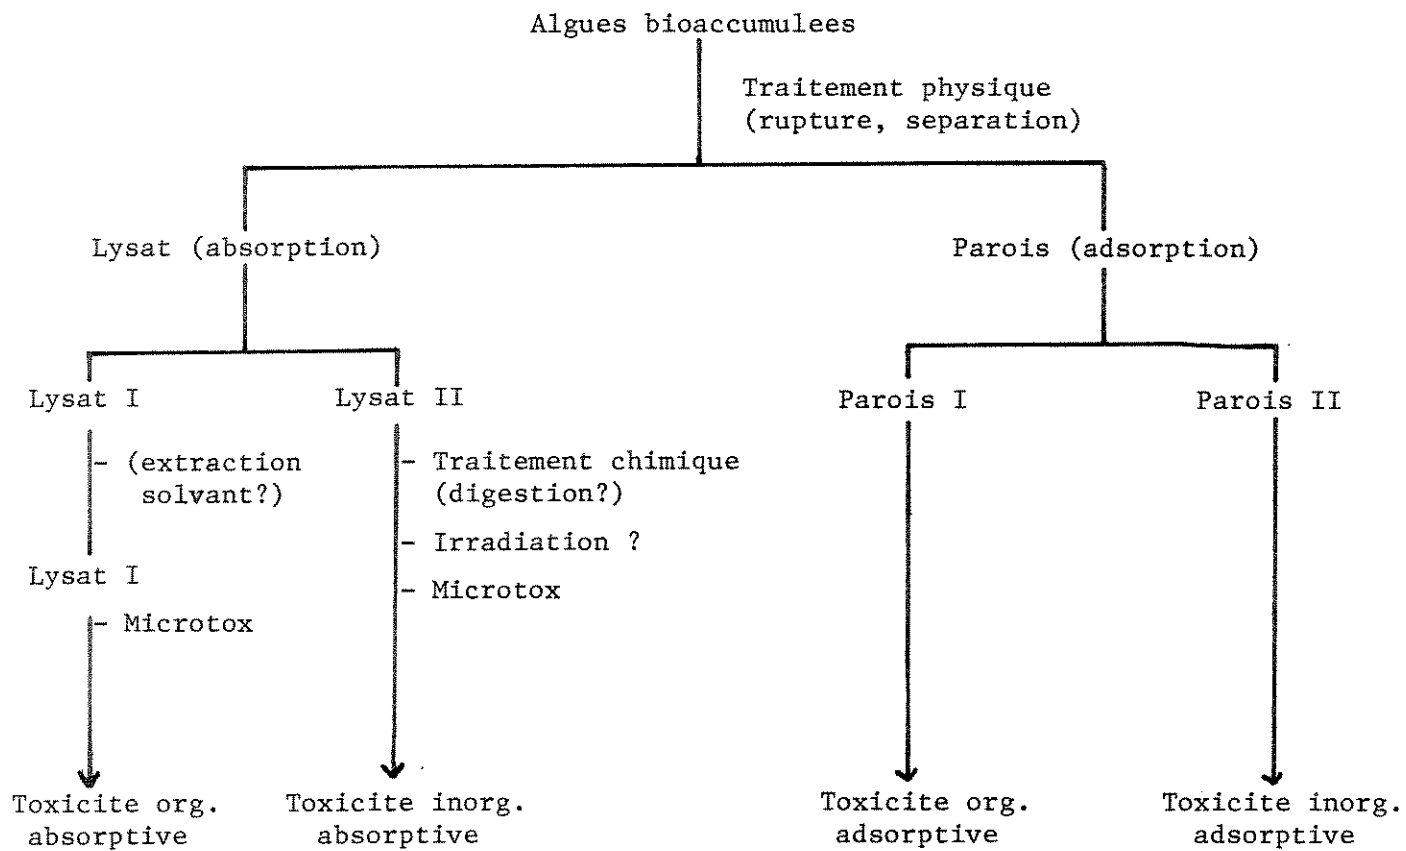 Algues bioaccumulees
Traitement physique
(rupture, separation)
Lysat (absorption)
Parois (adsorption)
Lysat I
Lysat II
Parois I
Parois II
- (extraction
solvant?)
- Traitement chimique
(digestion?)
- Irradiation ?
- Microtox
Lysat I
- Microtox
Toxicite org.
absorptive
Toxicite inorg.
absorptive
Toxicite org.
adsorptive
Toxicite inorg.
adsorptive